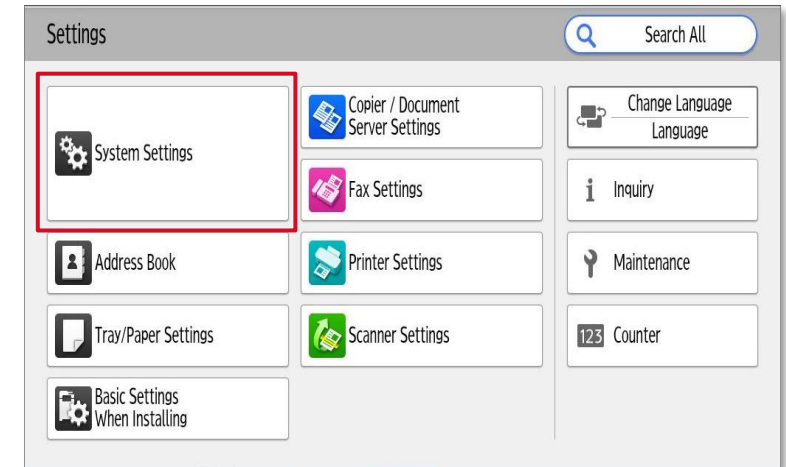 Settings
Search All
System Settings
Copier / Document
Server Settings
Change Language
Language
Fax Settings
i Inquiry
Address Book
Printer Settings
Maintenance
Tray/Paper Settings
Scanner Settings
123 Counter
Basic Settings
When Installing